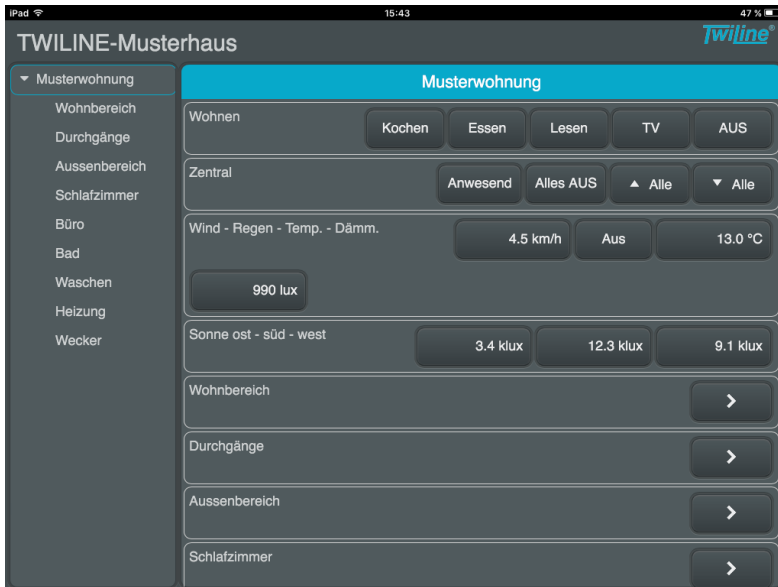 iPad 15:43 47 %
TWILINE-Musterhaus
Twiline®
Musterwohnung
Wohnbereich
Durchgänge
Aussenbereich
Schlafzimmer
Büro
Bad
Waschen
Heizung
Wecker
Musterwohnung
Wohnen
Kochen Essen Lesen TV AUS
Zentral
Anwesend Alles AUS ▲ Alle ▼ Alle
Wind - Regen - Temp. - Dämm.
4.5 km/h Aus 13.0 °C
990 lux
Sonne ost - süd - west
3.4 klux 12.3 klux 9.1 klux
Wohnbereich
Durchgänge
Aussenbereich
Schlafzimmer